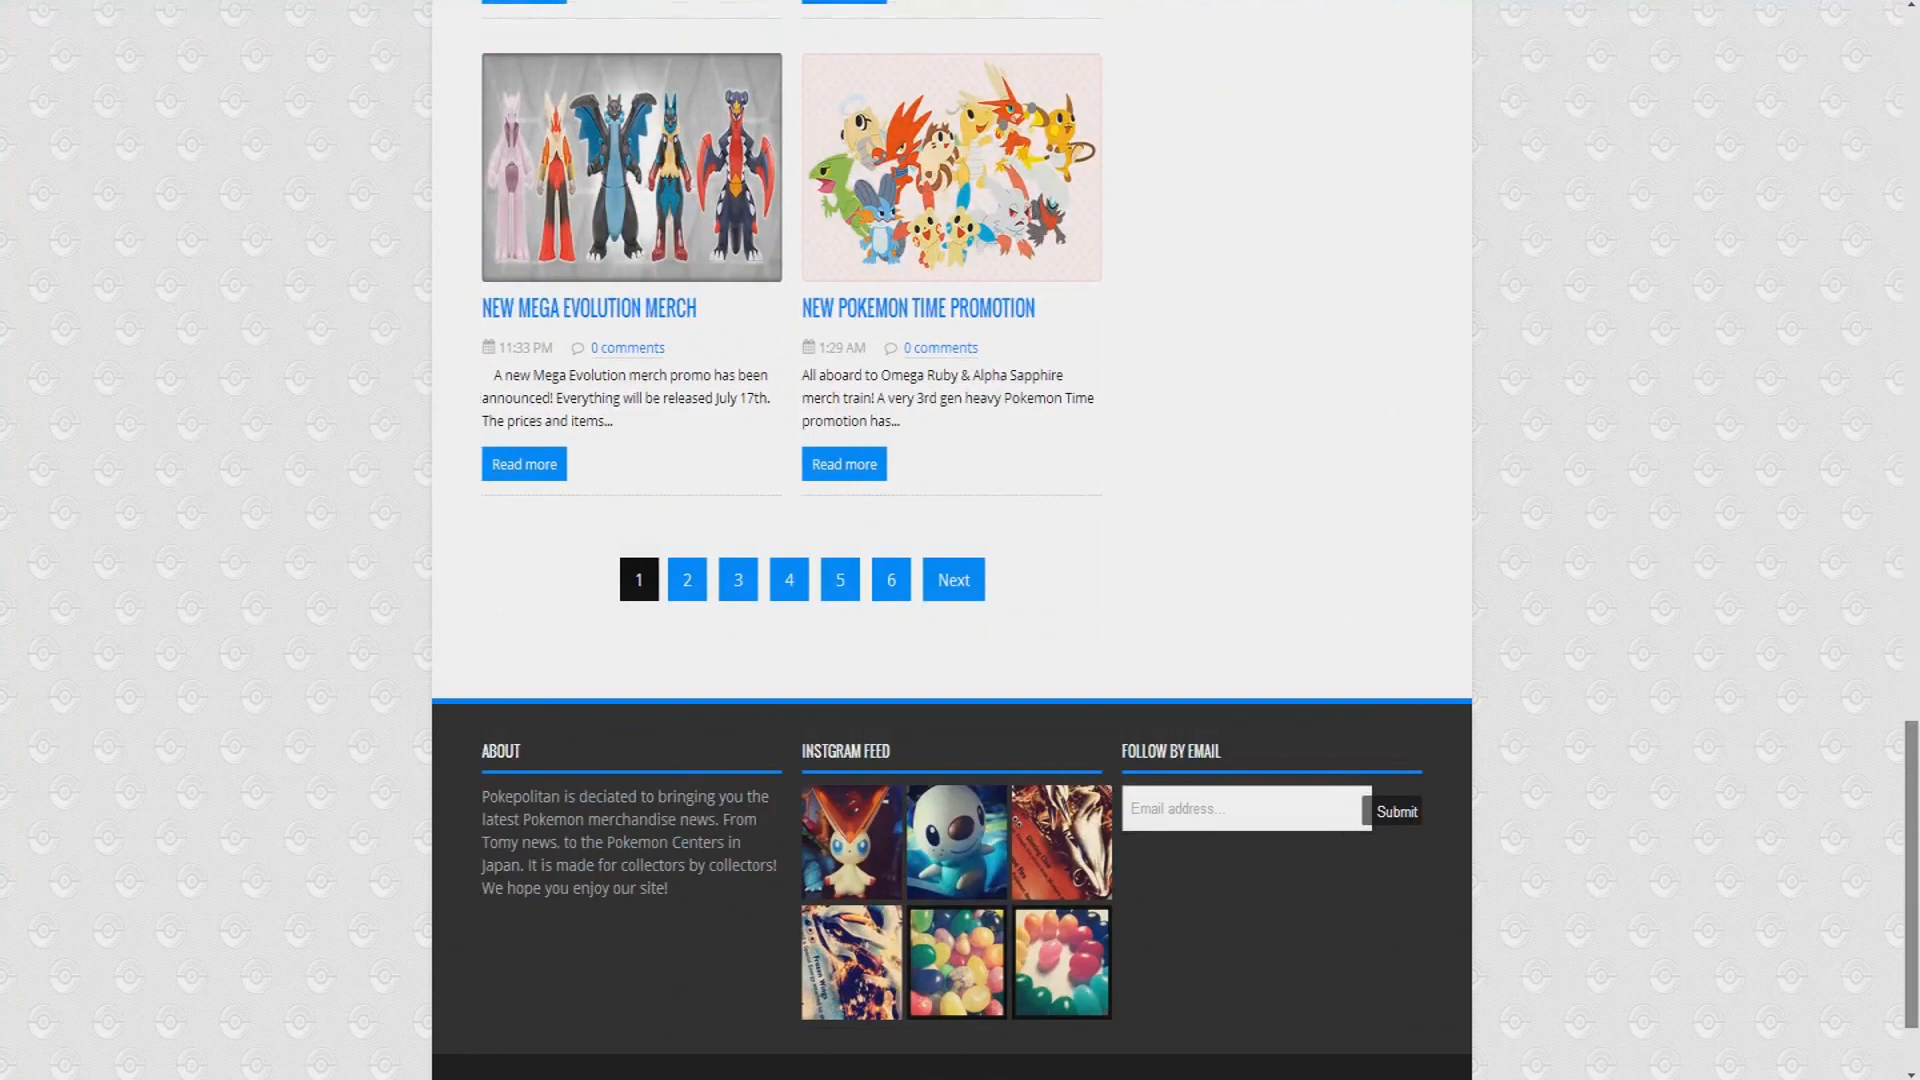 NEW MEGA EVOLUTION MERCH
11:33 PM 0 comments
A new Mega Evolution merch promo has been
announced! Everything will be released July 17th.
The prices and items...
Read more
NEW POKEMON TIME PROMOTION
1:29 AM 0 comments
All aboard to Omega Ruby & Alpha Sapphire
merch train! A very 3rd gen heavy Pokemon Time
promotion has...
Read more
1 2 3 4 5 6 Next
ABOUT
Pokepolitan is deciated to bringing you the
latest Pokemon merchandise news. From
Tomy news. to the Pokemon Centers in
Japan. It is made for collectors by collectors!
We hope you enjoy our site!
INSTGRAM FEED
Frozen Wings
FOLLOW BY EMAIL
Email address...
Submit